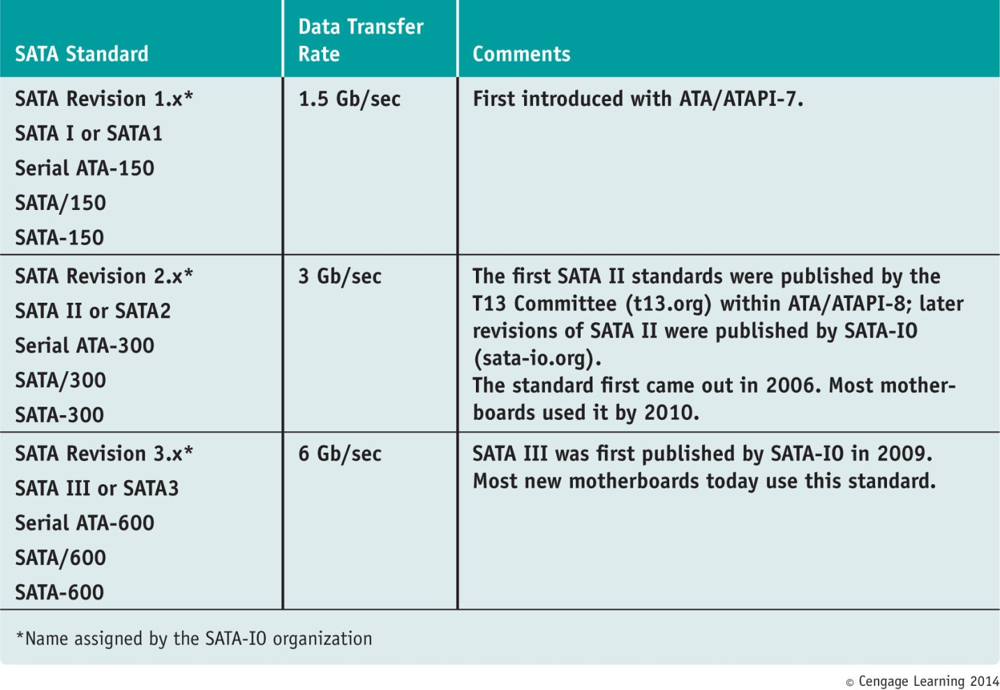 SATA Standard
Data Transfer
Rate
Comments
SATA Revision 1.x*
SATA I or SATA1
Serial ATA-150
SATA/150
SATA-150
1.5 Gb/sec
First introduced with ATA/ATAPI-7.
SATA Revision 2.x*
SATA II or SATA2
Serial ATA-300
SATA/300
SATA-300
3 Gb/sec
The first SATA II standards were published by the
T13 Committee (t13.org) within ATA/ATAPI-8; later
revisions of SATA II were published by SATA-IO
(sata-io.org).
The standard first came out in 2006. Most mother-
boards used it by 2010.
SATA Revision 3.x*
SATA III or SATA3
Serial ATA-600
SATA/600
SATA-600
6 Gb/sec
SATA III was first published by SATA-IO in 2009.
Most new motherboards today use this standard.
*Name assigned by the SATA-IO organization
© Cengage Learning 2014